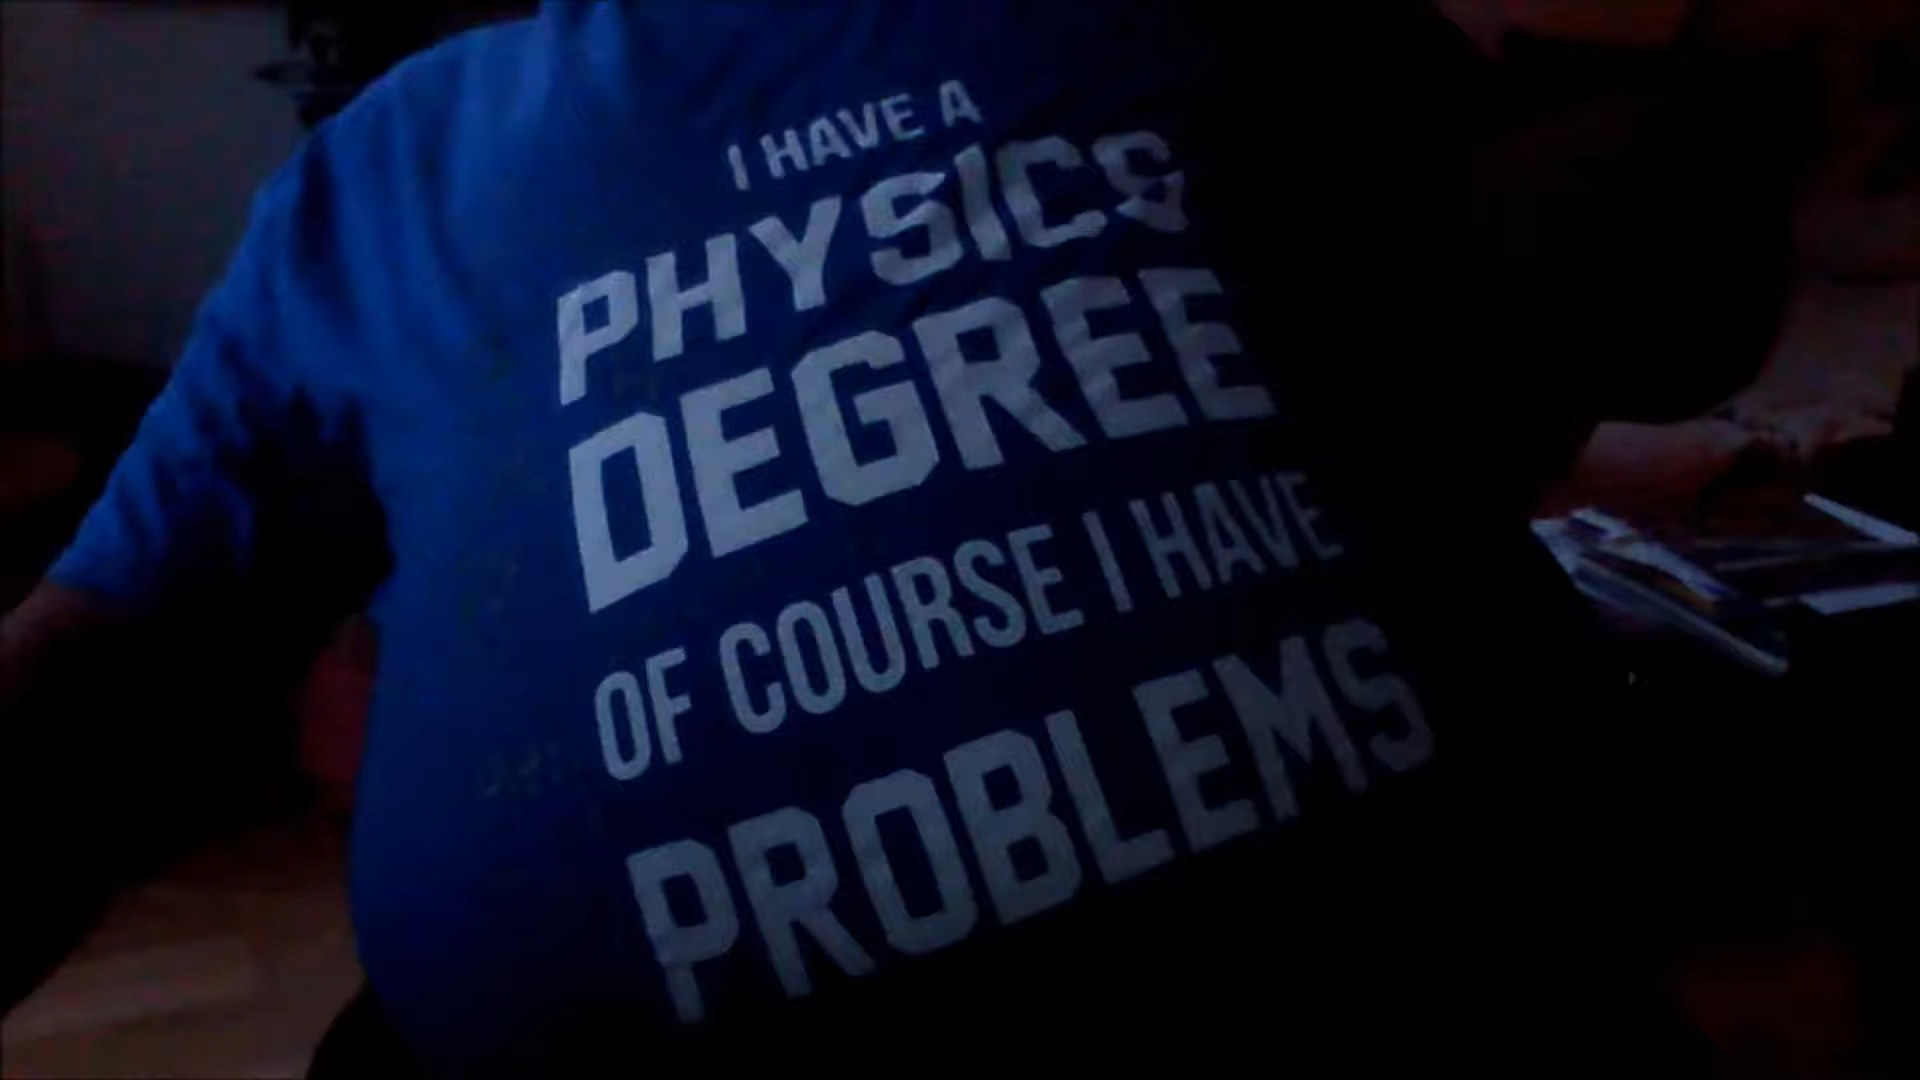 I HAVE A
PHYSICS
DEGREE
OF COURSE I HAVE
PROBLEMS